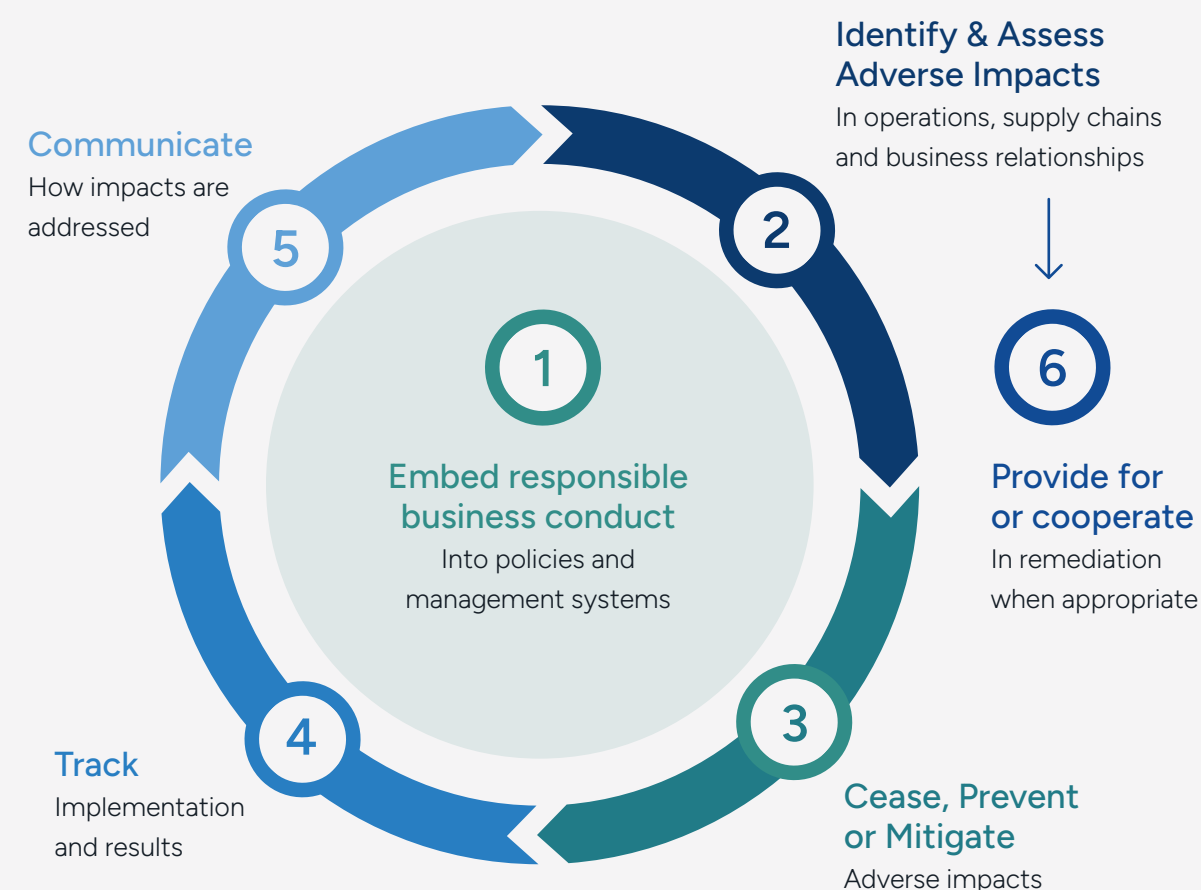 1
Embed responsible
business conduct
Into policies and
management systems
2
Identify & Assess
Adverse Impacts
In operations, supply chains
and business relationships
3
Cease, Prevent
or Mitigate
Adverse impacts
4
Track
Implementation
and results
5
Communicate
How impacts are
addressed
6
Provide for
or cooperate
In remediation
when appropriate